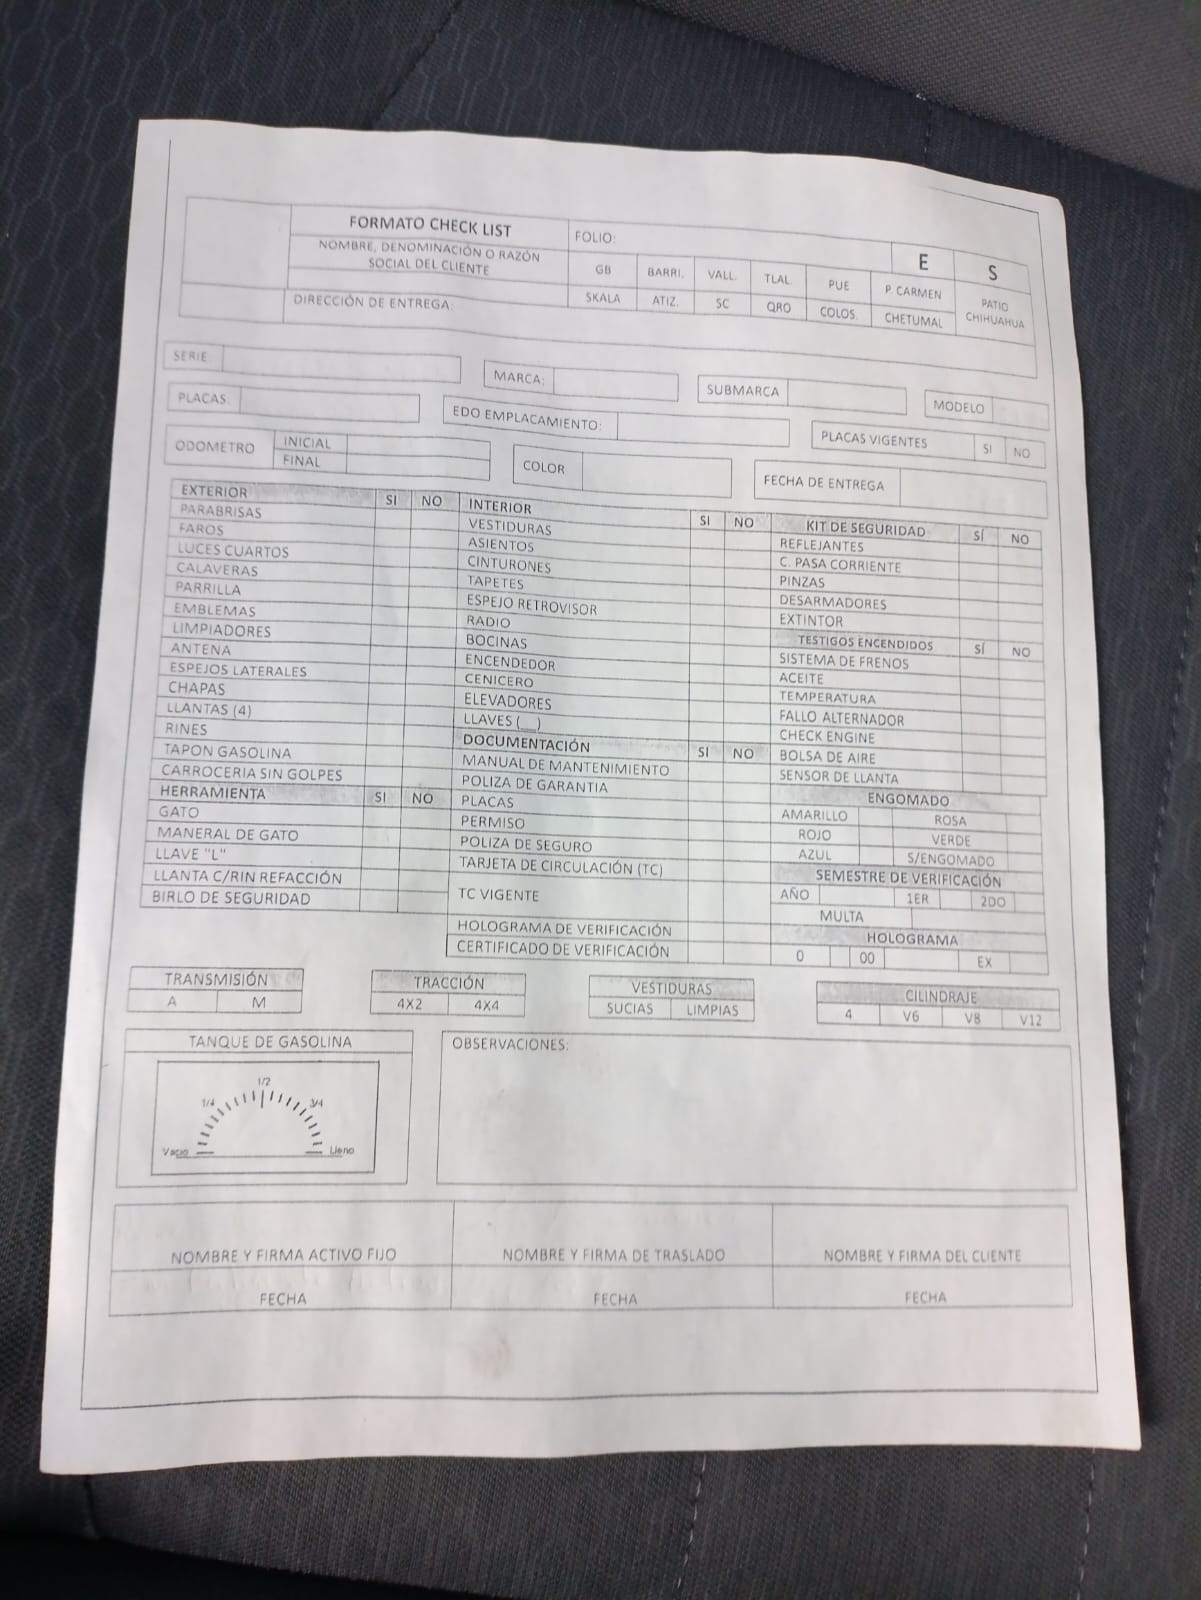 FORMATO CHECK LIST
FOLIO:
E
S
NOMBRE, DENOMINACIÓN O RAZÓN
SOCIAL DEL CLIENTE
GB BARRI. VALL. TLAL. PUE P. CARMEN
PATIO
CHIHUAHUA
DIRECCIÓN DE ENTREGA:
SKALA ATIZ. SC QRO COLOS. CHETUMAL
SERIE
MARCA:
SUBMARCA
MODELO
PLACAS
EDO EMPLACAMIENTO:
PLACAS VIGENTES SI NO
ODOMETRO
INICIAL
FINAL
COLOR
FECHA DE ENTREGA
EXTERIOR SI NO
PARABRISAS
FAROS
LUCES CUARTOS
CALAVERAS
PARRILLA
EMBLEMAS
LIMPIADORES
ANTENA
ESPEJOS LATERALES
CHAPAS
LLANTAS (4)
RINES
TAPON GASOLINA
CARROCERIA SIN GOLPES
HERRAMIENTA SI NO
GATO
MANERAL DE GATO
LLAVE "L"
LLANTA C/RIN REFACCIÓN
BIRLO DE SEGURIDAD
INTERIOR SI NO
VESTIDURAS
ASIENTOS
CINTURONES
TAPETES
ESPEJO RETROVISOR
RADIO
BOCINAS
ENCENDEDOR
CENICERO
ELEVADORES
LLAVES (__)
DOCUMENTACIÓN SI NO
MANUAL DE MANTENIMIENTO
POLIZA DE GARANTIA
PLACAS
PERMISO
POLIZA DE SEGURO
TARJETA DE CIRCULACIÓN (TC)
TC VIGENTE
HOLOGRAMA DE VERIFICACIÓN
CERTIFICADO DE VERIFICACIÓN
KIT DE SEGURIDAD SÍ NO
REFLEJANTES
C. PASA CORRIENTE
PINZAS
DESARMADORES
EXTINTOR
TESTIGOS ENCENDIDOS SÍ NO
SISTEMA DE FRENOS
ACEITE
TEMPERATURA
FALLO ALTERNADOR
CHECK ENGINE
BOLSA DE AIRE
SENSOR DE LLANTA
ENGOMADO
AMARILLO ROSA
ROJO VERDE
AZUL S/ENGOMADO
SEMESTRE DE VERIFICACIÓN
AÑO 1ER 2DO
MULTA
HOLOGRAMA
0 00 EX
TRANSMISIÓN
A M
TRACCIÓN
4X2 4X4
VESTIDURAS
SUCIAS LIMPIAS
CILINDRAJE
4 V6 V8 V12
TANQUE DE GASOLINA
1/2
1/4 3/4
Vacio Lleno
OBSERVACIONES:
NOMBRE Y FIRMA ACTIVO FIJO NOMBRE Y FIRMA DE TRASLADO NOMBRE Y FIRMA DEL CLIENTE
FECHA FECHA FECHA